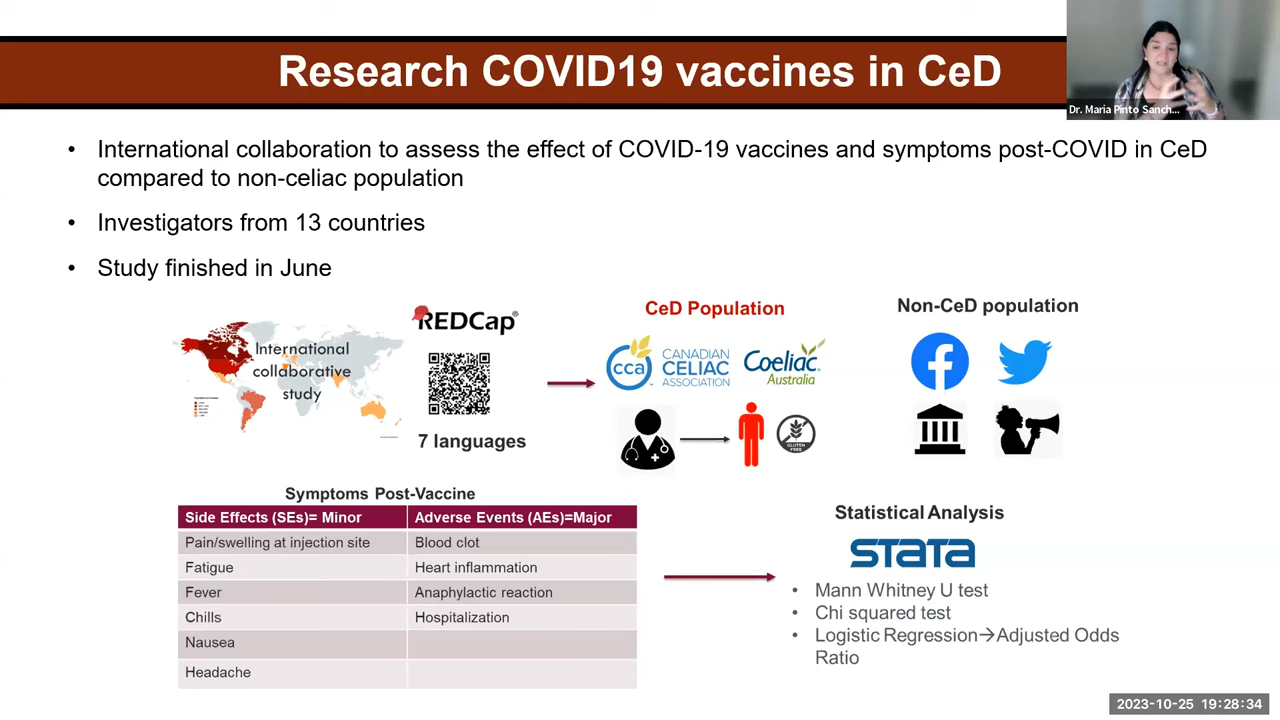 Research COVID19 vaccines in CeD
Dr. Maria Pinto Sanch...
• International collaboration to assess the effect of COVID-19 vaccines and symptoms post-COVID in CeD
compared to non-celiac population
• Investigators from 13 countries
• Study finished in June
International
collaborative
study
REDCap®
7 languages
CeD Population
cca
CANADIAN
CELIAC
ASSOCIATION
Coeliac
Australia
GLUTEN
FREE
Non-CeD population
Symptoms Post-Vaccine
Side Effects (SEs)= Minor
Adverse Events (AEs)=Major
Pain/swelling at injection site
Blood clot
Fatigue
Heart inflammation
Fever
Anaphylactic reaction
Chills
Hospitalization
Nausea
Headache
Statistical Analysis
STATA
• Mann Whitney U test
• Chi squared test
• Logistic Regression→Adjusted Odds
Ratio
2023-10-25 19:28:34